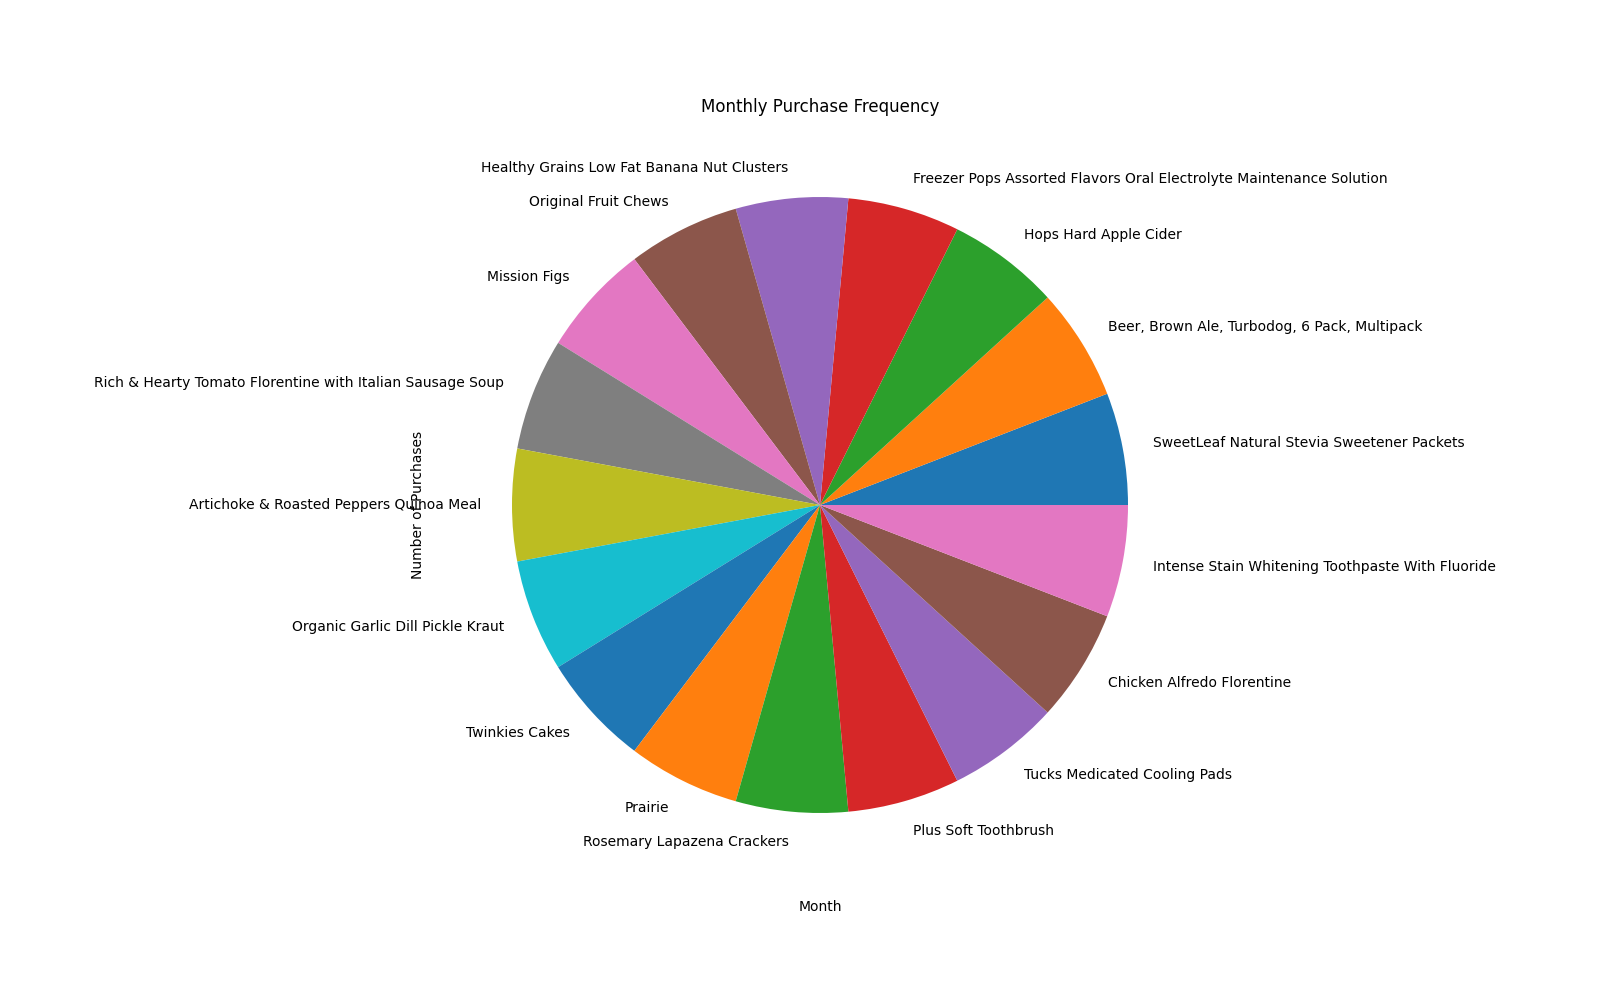 Monthly Purchase Frequency
Healthy Grains Low Fat Banana Nut Clusters
Freezer Pops Assorted Flavors Oral Electrolyte Maintenance Solution
Original Fruit Chews
Hops Hard Apple Cider
Mission Figs
Beer, Brown Ale, Turbodog, 6 Pack, Multipack
Rich & Hearty Tomato Florentine with Italian Sausage Soup
SweetLeaf Natural Stevia Sweetener Packets
Number of Purchases
Artichoke & Roasted Peppers Quinoa Meal
Intense Stain Whitening Toothpaste With Fluoride
Organic Garlic Dill Pickle Kraut
Chicken Alfredo Florentine
Twinkies Cakes
Tucks Medicated Cooling Pads
Prairie
Plus Soft Toothbrush
Rosemary Lapazena Crackers
Month